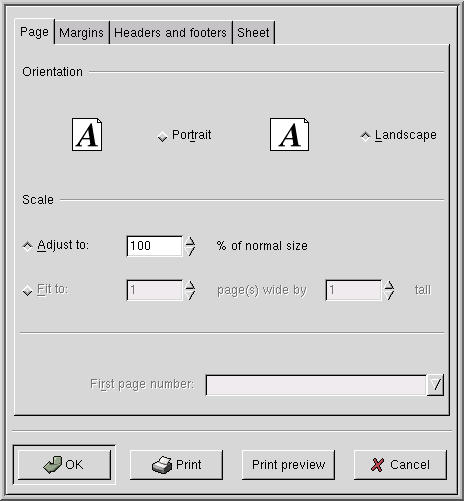 Page Margins Headers and footers Sheet
Orientation
A Portrait A Landscape
Scale
Adjust to: 100 % of normal size
Fit to: 1 page(s) wide by 1 tall
First page number:
OK Print Print preview Cancel